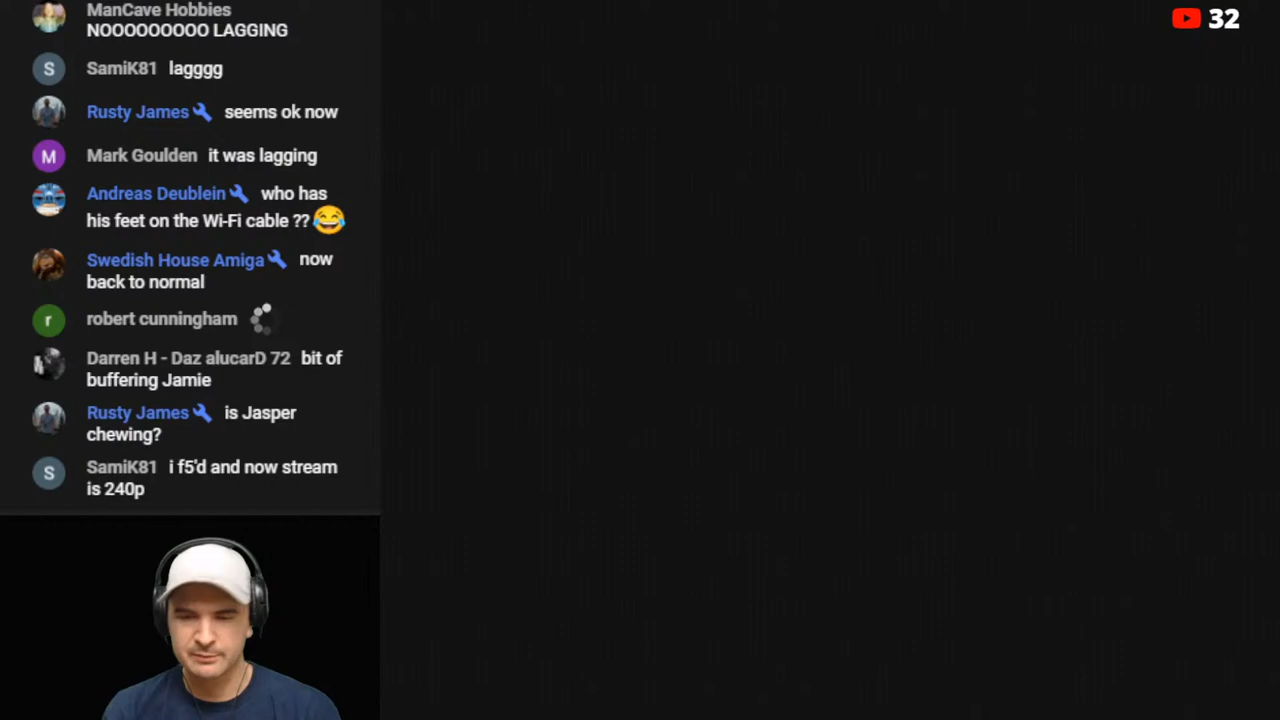 ManCave Hobbies
NOOOOOOOOO LAGGING
SamiK81 lagggg
Rusty James seems ok now
M
Mark Goulden it was lagging
Andreas Deublein who has
his feet on the Wi-Fi cable ??
Swedish House Amiga now
back to normal
r
robert cunningham
Darren H - Daz alucarD 72 bit of
buffering Jamie
Rusty James is Jasper
chewing?
S
SamiK81 i f5'd and now stream
is 240p
S
32